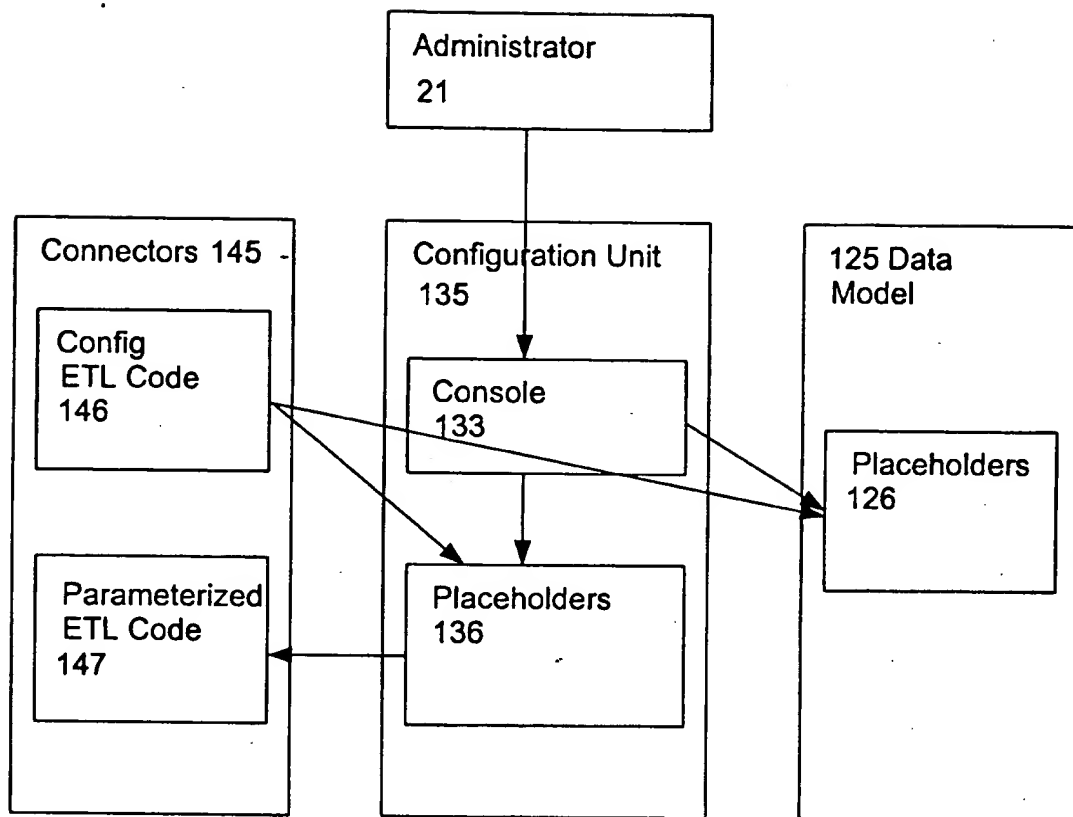 Administrator
21
Connectors 145
Config
ETL Code
146
Parameterized
ETL Code
147
Configuration Unit
135
Console
133
Placeholders
136
125 Data
Model
Placeholders
126